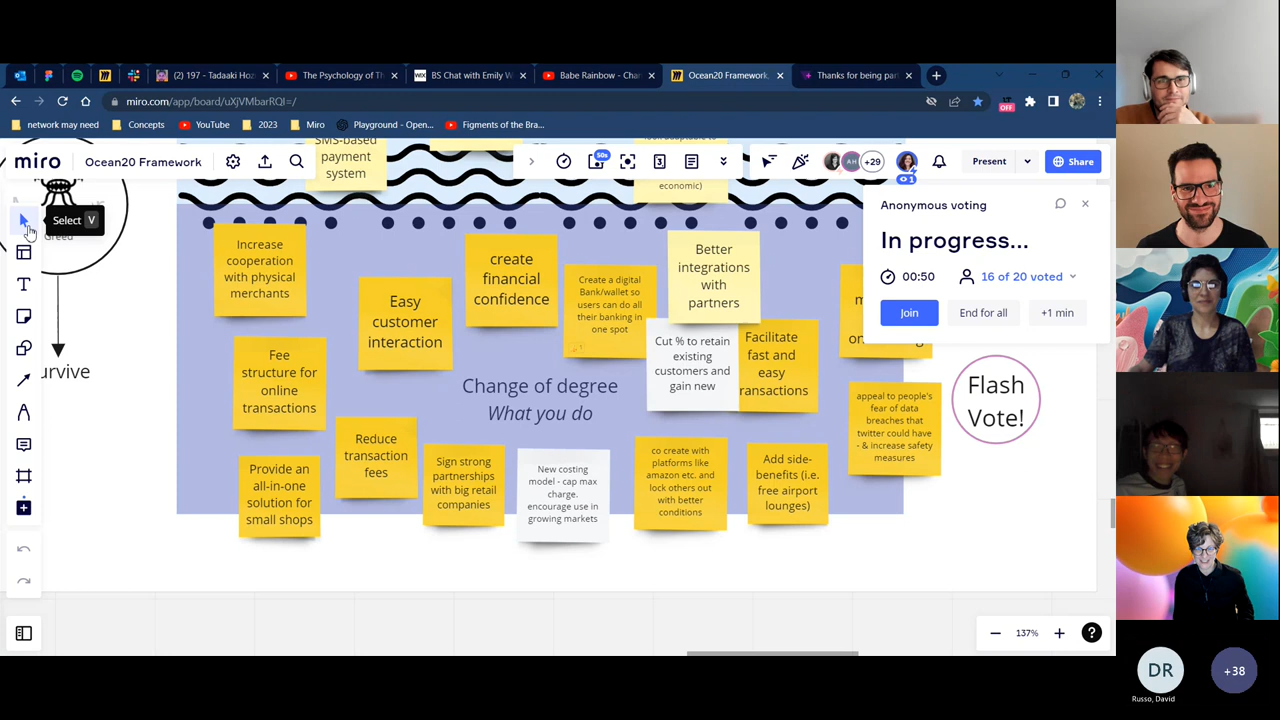 (2) 197 - Tadaaki Hoz
The Psychology of Th
BS Chat with Emily W
Babe Rainbow - Chan
Ocean20 Framework,
Thanks for being par
miro.com/app/board/uXjVMbarRQI=/
OFF
network may need
Concepts
YouTube
2023
Miro
Playground - Open...
Figments of the Bra...
miro
Ocean20 Framework
50s
3
AH
+29
1
Present
Share
Select V
Greed
urvive
SMS-based
payment
system
economic)
Anonymous voting
In progress...
00:50
16 of 20 voted
Join
End for all
+1 min
Increase
cooperation
with physical
merchants
Easy
customer
interaction
create
financial
confidence
Create a digital
Bank/wallet so
users can do all
their banking in
one spot
Better
integrations
with
partners
Cut % to retain
existing
customers and
gain new
Facilitate
fast and
easy
ransactions
Fee
structure for
online
transactions
Change of degree
What you do
Flash
Vote!
appeal to people's
fear of data
breaches that
twitter could have
- & increase safety
measures
Reduce
transaction
fees
Provide an
all-in-one
solution for
small shops
Sign strong
partnerships
with big retail
companies
New costing
model - cap max
charge.
encourage use in
growing markets
co create with
platforms like
amazon etc. and
lock others out
with better
conditions
Add side-
benefits (i.e.
free airport
lounges)
137%
?
DR
Russo, David
+38